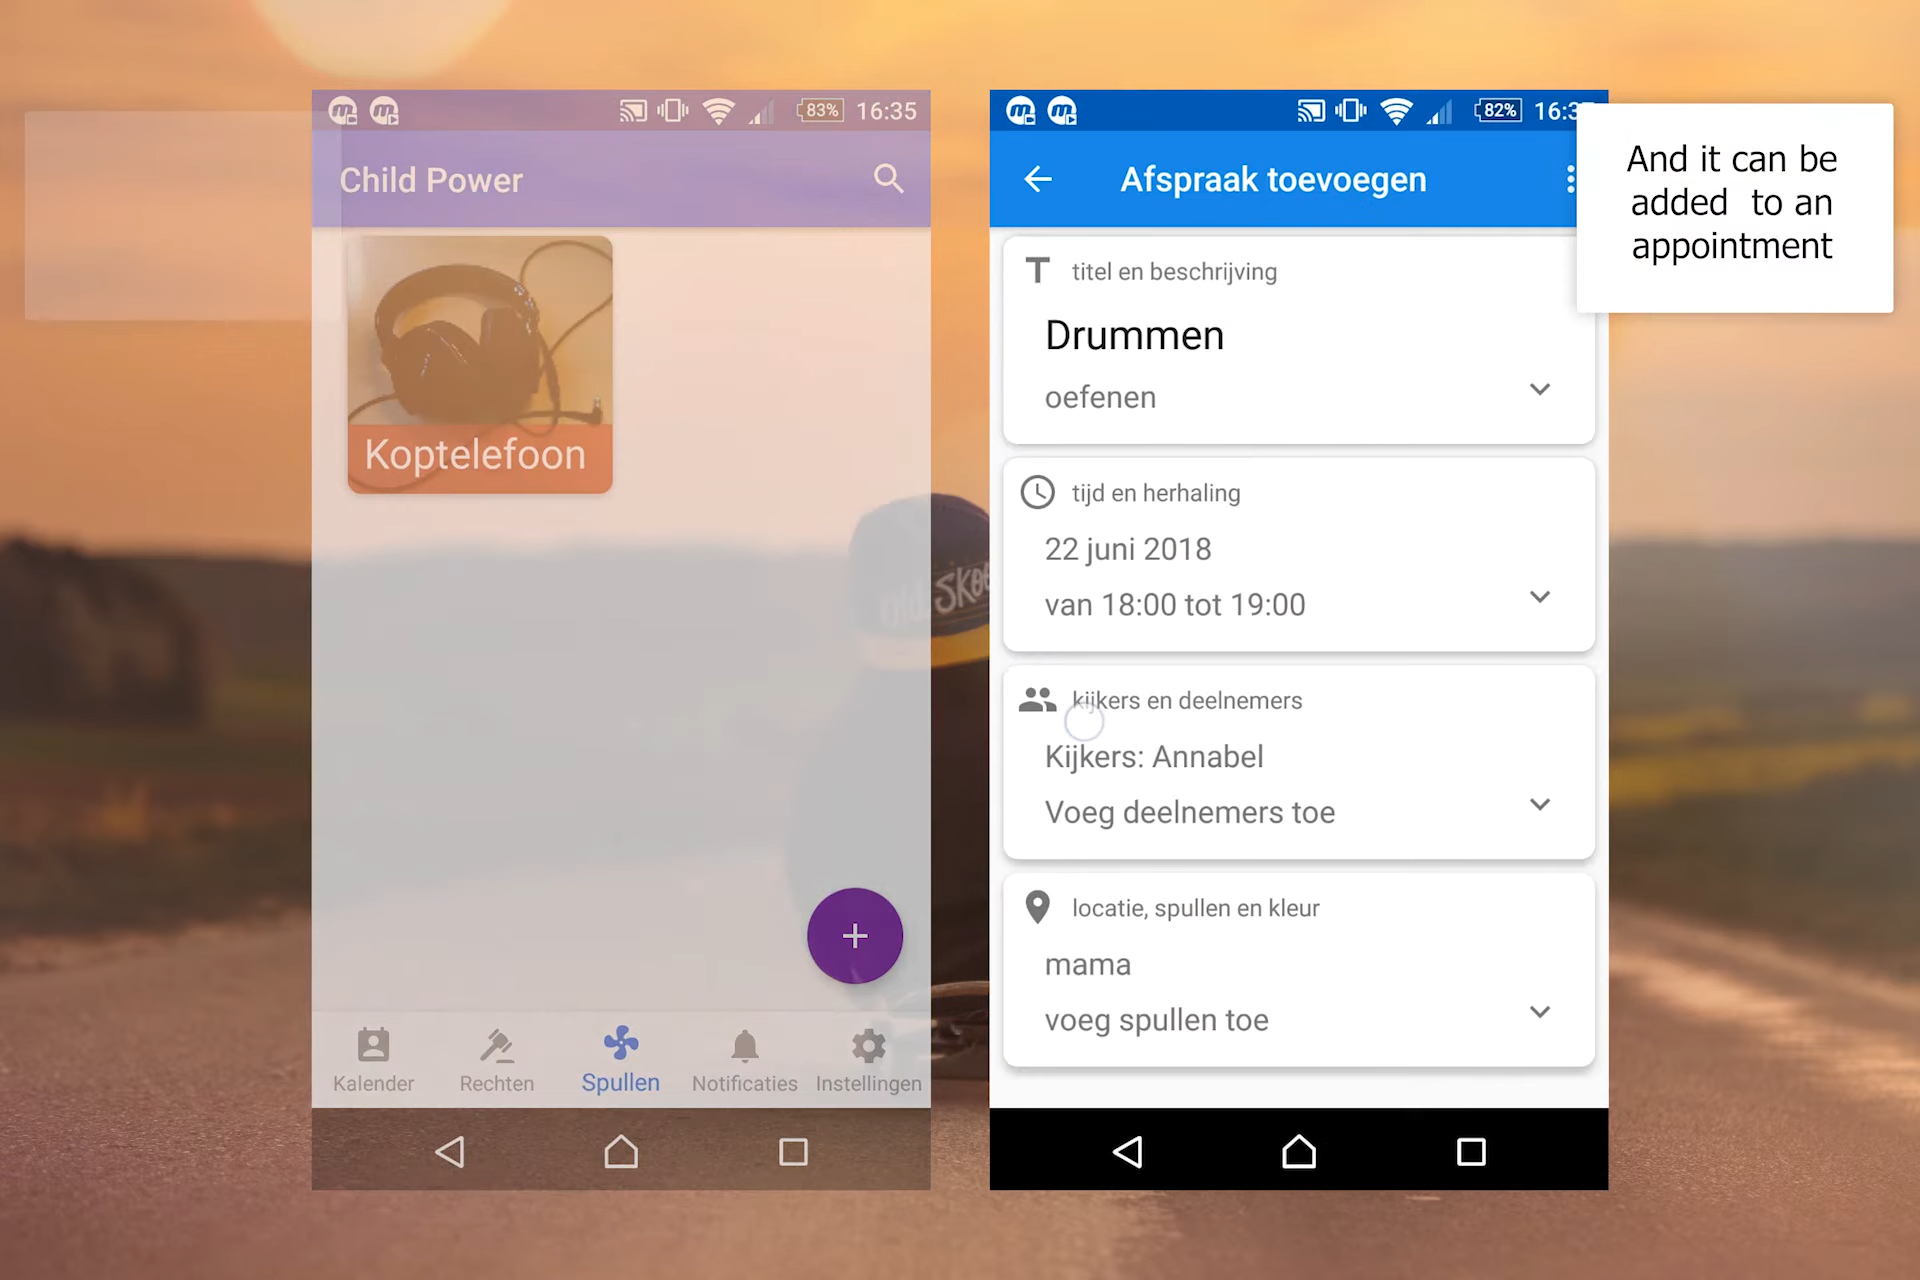 83% 16:35
Child Power
Koptelefoon
Kalender
Rechten
Spullen
Notificaties
Instellingen
82%
Afspraak toevoegen
titel en beschrijving
Drummen
oefenen
tijd en herhaling
22 juni 2018
van 18:00 tot 19:00
kijkers en deelnemers
Kijkers: Annabel
Voeg deelnemers toe
locatie, spullen en kleur
mama
voeg spullen toe
And it can be
added to an
appointment
Old